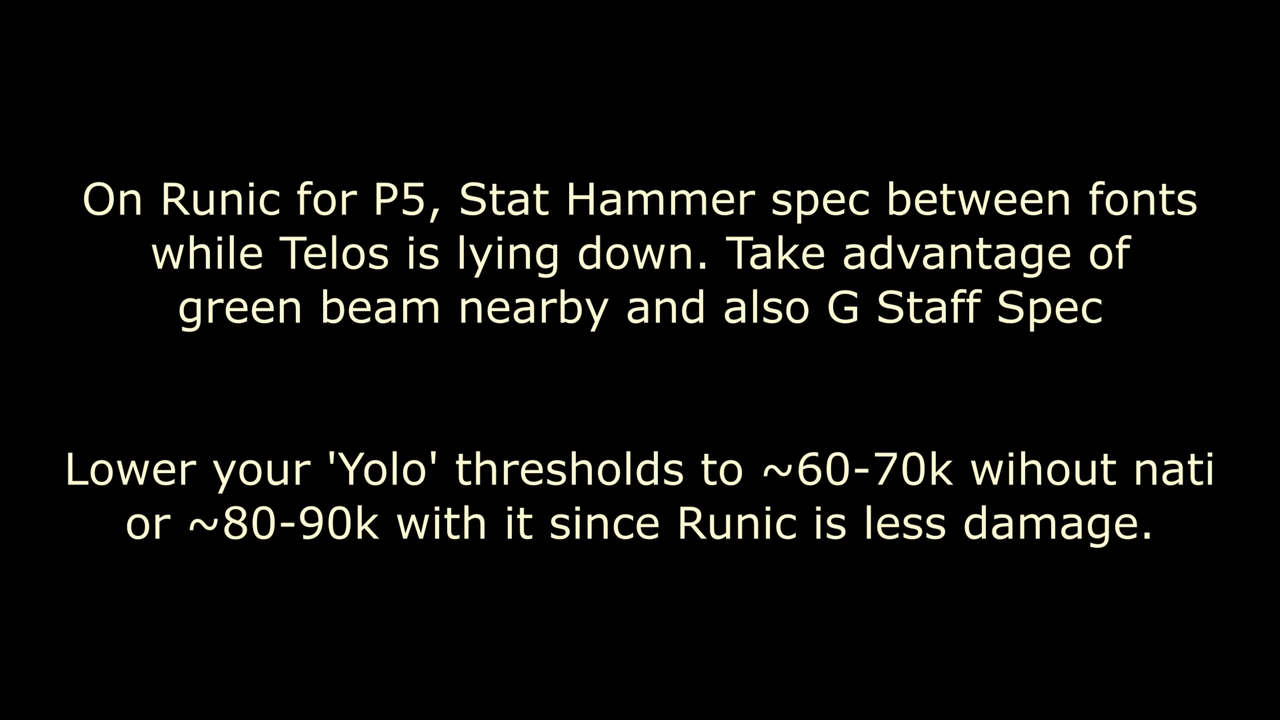 On Runic for P5, Stat Hammer spec between fonts
while Telos is lying down. Take advantage of
green beam nearby and also G Staff Spec
Lower your 'Yolo' thresholds to ~60-70k wihout nati
or ~80-90k with it since Runic is less damage.